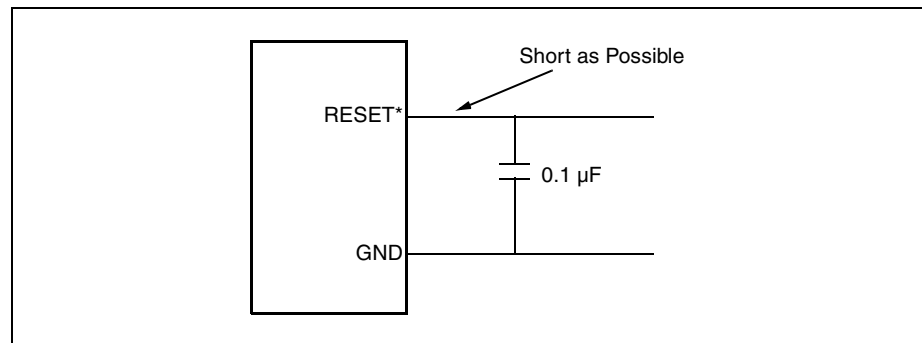 Short as Possible
RESET*
0.1 µF
GND